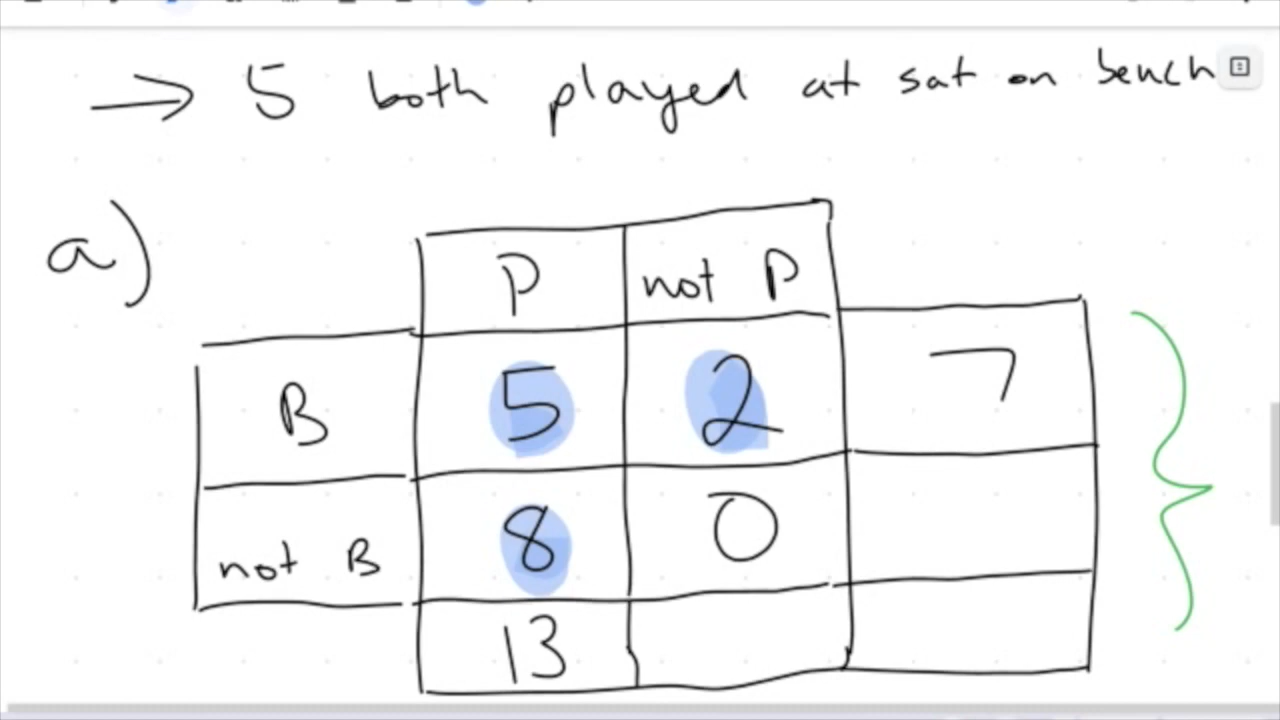 → 5 both played at sat on bench
a)
P not P
B 5 2 7
not B 8 0
13